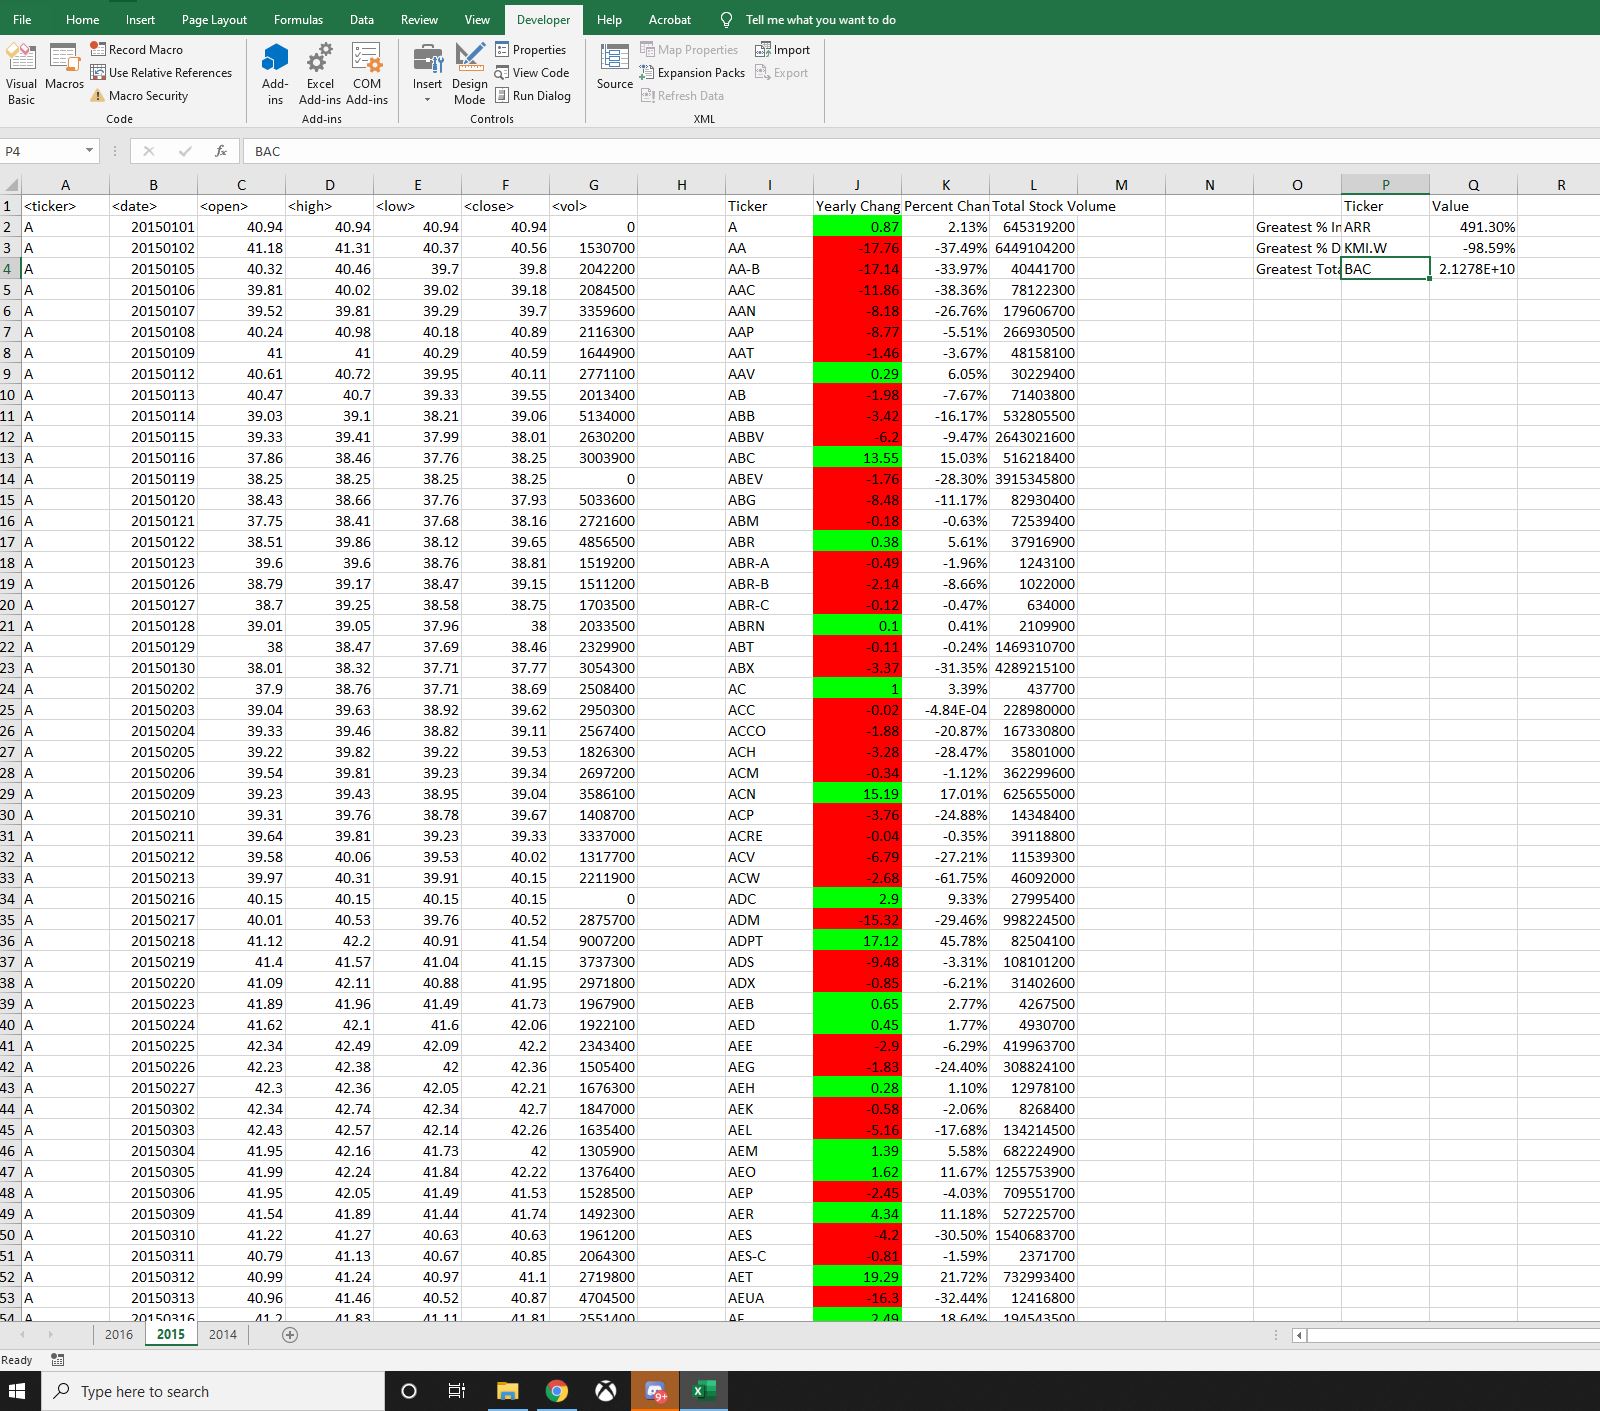 File Home Insert Page Layout Formulas Data Review View Developer Help Acrobat Tell me what you want to do
Visual Basic Macros Record Macro Use Relative References Macro Security Code
Add-ins Excel Add-ins COM Add-ins Add-ins
Insert Design Mode Properties View Code Run Dialog Controls
Source Map Properties Expansion Packs Refresh Data Import Export XML
P4 fx BAC
A B C D E F G H I J K L M N O P Q R
1 <ticker> <date> <open> <high> <low> <close> <vol> Ticker Yearly Chang Percent Chan Total Stock Volume Ticker Value
2 A 20150101 40.94 40.94 40.94 40.94 0 A 0.87 2.13% 645319200 Greatest % In ARR 491.30%
3 A 20150102 41.18 41.31 40.37 40.56 1530700 AA -17.76 -37.49% 6449104200 Greatest % D KMI.W -98.59%
4 A 20150105 40.32 40.46 39.7 39.8 2042200 AA-B -17.14 -33.97% 40441700 Greatest Tota BAC 2.1278E+10
5 A 20150106 39.81 40.02 39.02 39.18 2084500 AAC -11.86 -38.36% 78122300
6 A 20150107 39.52 39.81 39.29 39.7 3359600 AAN -8.18 -26.76% 179606700
7 A 20150108 40.24 40.98 40.18 40.89 2116300 AAP -8.77 -5.51% 266930500
8 A 20150109 41 41 40.29 40.59 1644900 AAT -1.46 -3.67% 48158100
9 A 20150112 40.61 40.72 39.95 40.11 2771100 AAV 0.29 6.05% 30229400
10 A 20150113 40.47 40.7 39.33 39.55 2013400 AB -1.98 -7.67% 71403800
11 A 20150114 39.03 39.1 38.21 39.06 5134000 ABB -3.42 -16.17% 532805500
12 A 20150115 39.33 39.41 37.99 38.01 2630200 ABBV -6.2 -9.47% 2643021600
13 A 20150116 37.86 38.46 37.76 38.25 3003900 ABC 13.55 15.03% 516218400
14 A 20150119 38.25 38.25 38.25 38.25 0 ABEV -1.76 -28.30% 3915345800
15 A 20150120 38.43 38.66 37.76 37.93 5033600 ABG -8.48 -11.17% 82930400
16 A 20150121 37.75 38.41 37.68 38.16 2721600 ABM -0.18 -0.63% 72539400
17 A 20150122 38.51 39.86 38.12 39.65 4856500 ABR 0.38 5.61% 37916900
18 A 20150123 39.6 39.6 38.76 38.81 1519200 ABR-A -0.49 -1.96% 1243100
19 A 20150126 38.79 39.17 38.47 39.15 1511200 ABR-B -2.14 -8.66% 1022000
20 A 20150127 38.7 39.25 38.58 38.75 1703500 ABR-C -0.12 -0.47% 634000
21 A 20150128 39.01 39.05 37.96 38 2033500 ABRN 0.1 0.41% 2109900
22 A 20150129 38 38.47 37.69 38.46 2329900 ABT -0.11 -0.24% 1469310700
23 A 20150130 38.01 38.32 37.71 37.77 3054300 ABX -3.37 -31.35% 4289215100
24 A 20150202 37.9 38.76 37.71 38.69 2508400 AC 1 3.39% 437700
25 A 20150203 39.04 39.63 38.92 39.62 2950300 ACC -0.02 -4.84E-04 228980000
26 A 20150204 39.33 39.46 38.82 39.11 2567400 ACCO -1.88 -20.87% 167330800
27 A 20150205 39.22 39.82 39.22 39.53 1826300 ACH -3.28 -28.47% 35801000
28 A 20150206 39.54 39.81 39.23 39.34 2697200 ACM -0.34 -1.12% 362299600
29 A 20150209 39.23 39.43 38.95 39.04 3586100 ACN 15.19 17.01% 625655000
30 A 20150210 39.31 39.76 38.78 39.67 1408700 ACP -3.76 -24.88% 14348400
31 A 20150211 39.64 39.81 39.23 39.33 3337000 ACRE -0.04 -0.35% 39118800
32 A 20150212 39.58 40.06 39.53 40.02 1317700 ACV -6.79 -27.21% 11539300
33 A 20150213 39.97 40.31 39.91 40.15 2211900 ACW -2.68 -61.75% 46092000
34 A 20150216 40.15 40.15 40.15 40.15 0 ADC 2.9 9.33% 27995400
35 A 20150217 40.01 40.53 39.76 40.52 2875700 ADM -15.32 -29.46% 998224500
36 A 20150218 41.12 42.2 40.91 41.54 9007200 ADPT 17.12 45.78% 82504100
37 A 20150219 41.4 41.57 41.04 41.15 3737300 ADS -9.48 -3.31% 108101200
38 A 20150220 41.09 42.11 40.88 41.95 2971800 ADX -0.85 -6.21% 31402600
39 A 20150223 41.89 41.96 41.49 41.73 1967900 AEB 0.65 2.77% 4267500
40 A 20150224 41.62 42.1 41.6 42.06 1922100 AED 0.45 1.77% 4930700
41 A 20150225 42.34 42.49 42.09 42.2 2343400 AEE -2.9 -6.29% 419963700
42 A 20150226 42.23 42.38 42 42.36 1505400 AEG -1.83 -24.40% 308824100
43 A 20150227 42.3 42.36 42.05 42.21 1676300 AEH 0.28 1.10% 12978100
44 A 20150302 42.34 42.74 42.34 42.7 1847000 AEK -0.58 -2.06% 8268400
45 A 20150303 42.43 42.57 42.14 42.26 1635400 AEL -5.16 -17.68% 134214500
46 A 20150304 41.95 42.16 41.73 42 1305900 AEM 1.39 5.58% 682224900
47 A 20150305 41.99 42.24 41.84 42.22 1376400 AEO 1.62 11.67% 1255753900
48 A 20150306 41.95 42.05 41.49 41.53 1528500 AEP -2.45 -4.03% 709551700
49 A 20150309 41.54 41.89 41.44 41.74 1492300 AER 4.34 11.18% 527225700
50 A 20150310 41.22 41.27 40.63 40.63 1961200 AES -4.2 -30.50% 1540683700
51 A 20150311 40.79 41.13 40.67 40.85 2064300 AES-C -0.81 -1.59% 2371700
52 A 20150312 40.99 41.24 40.97 41.1 2719800 AET 19.29 21.72% 732993400
53 A 20150313 40.96 41.46 40.52 40.87 4704500 AEUA -16.3 -32.44% 12416800
54 A 20150316 41.2 41.83 41.11 41.81 2551400 AF 2.49 18.64% 194543500
2016 2015 2014
Ready
Type here to search
9+